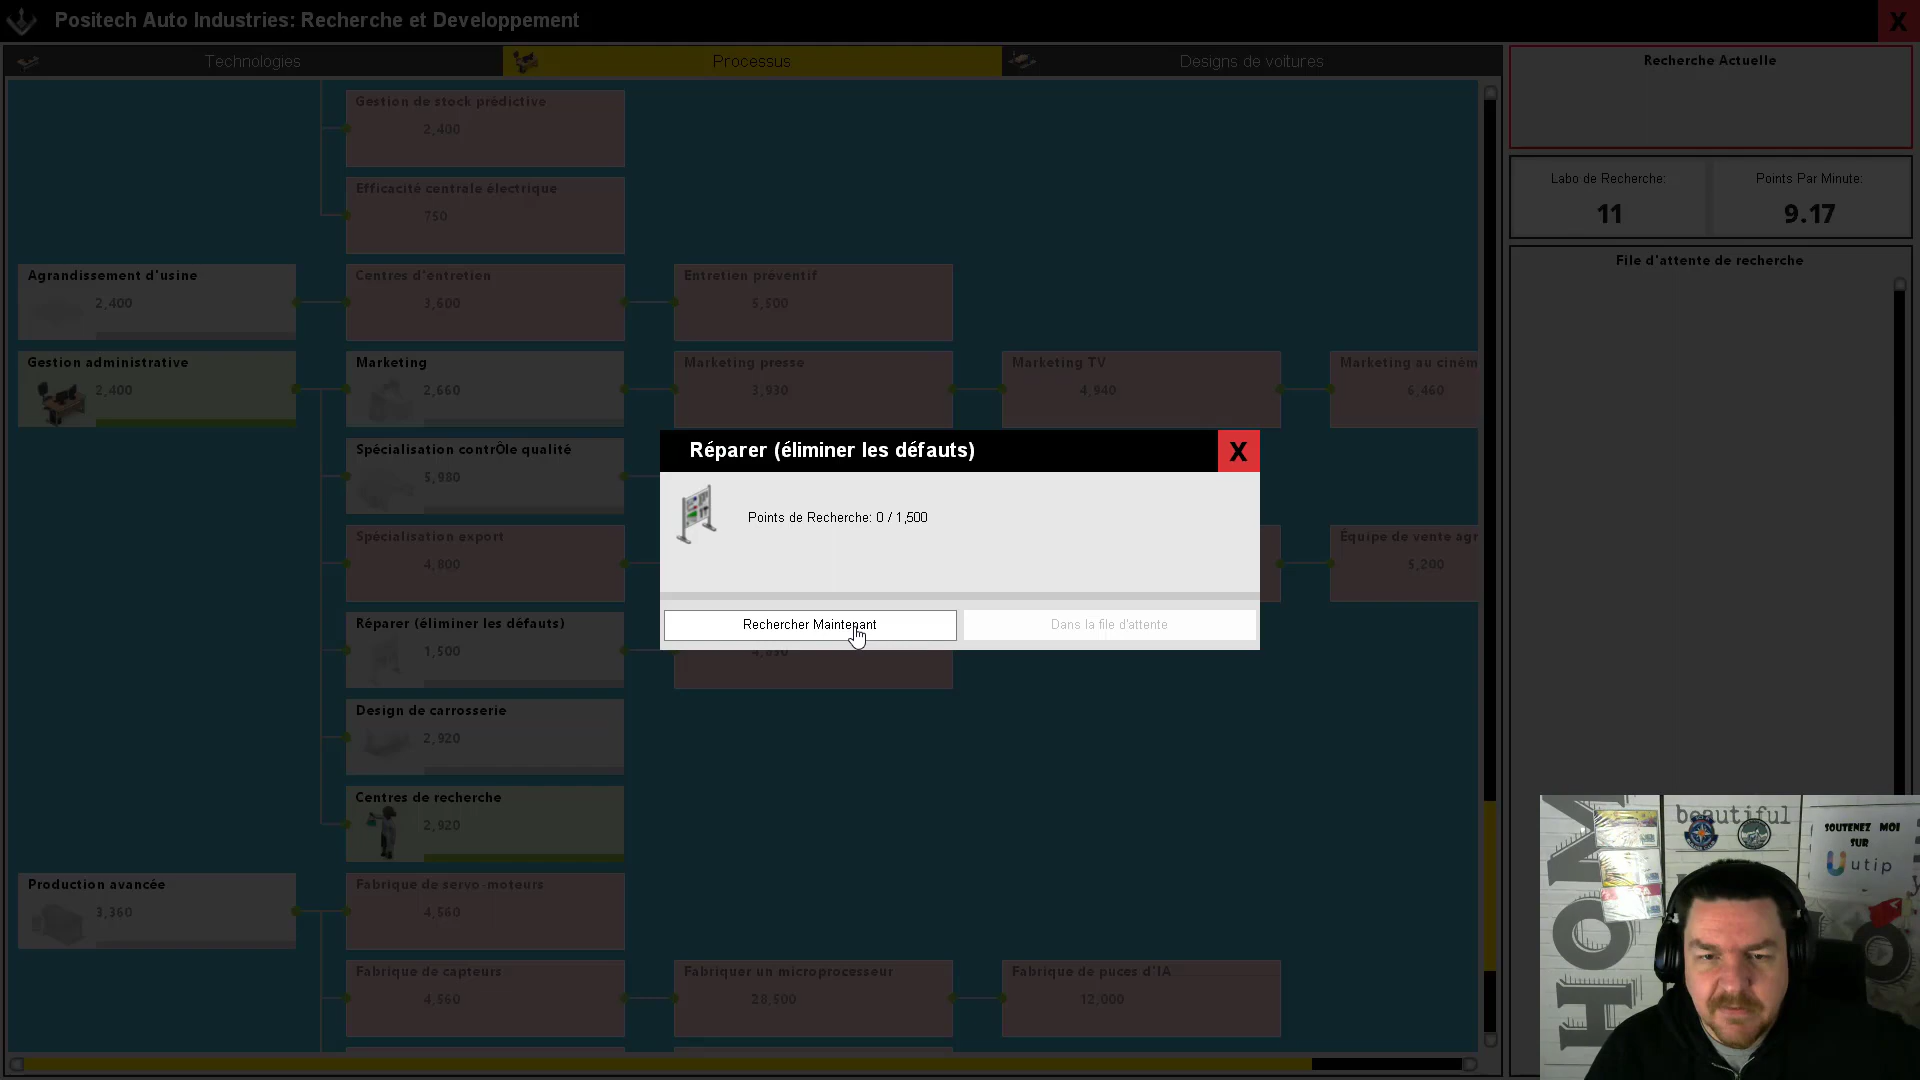 Positech Auto Industries: Recherche et Developpement
X
Technologies
Processus
Designs de voitures
Recherche Actuelle
Labo de Recherche:
11
Points Par Minute:
9.17
File d'attente de recherche
Gestion de stock prédictive
2,400
Efficacité centrale électrique
750
Agrandissement d'usine
2,400
Centres d'entretien
3,600
Entretien préventif
5,500
Gestion administrative
2,400
Marketing
2,660
Marketing presse
3,930
Marketing TV
4,940
Marketing au ciném
6,460
Spécialisation contrÒle qualité
5,980
Spécialisation export
4,800
Équipe de vente agr
5,200
Réparer (éliminer les défauts)
1,500
Design de carrosserie
2,920
Centres de recherche
2,920
Production avancée
3,360
Fabrique de servo-moteurs
4,560
Fabrique de capteurs
4,560
Fabriquer un microprocesseur
28,500
Fabrique de puces d'IA
12,000
Réparer (éliminer les défauts)
X
Points de Recherche: 0 / 1,500
Rechercher Maintenant
Dans la file d'attente
beautiful
SOUTENEZ MOI
SUR
utip